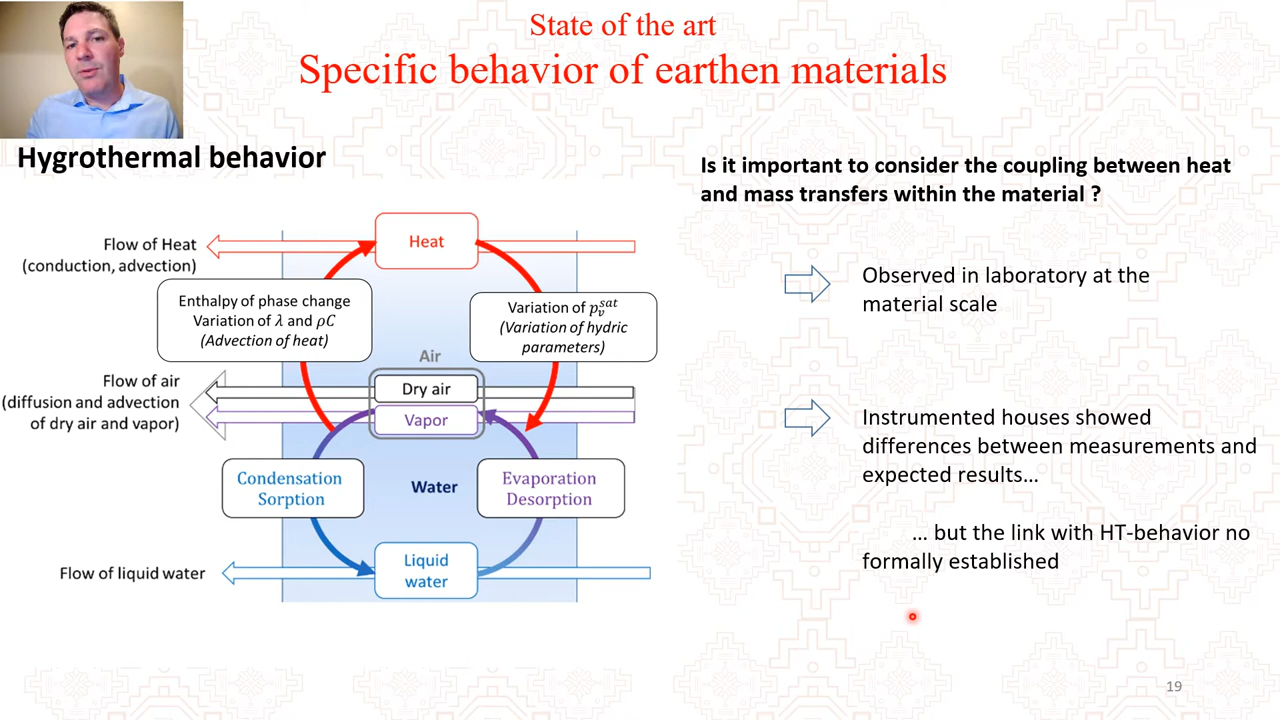 State of the art
Specific behavior of earthen materials
Hygrothermal behavior
Flow of Heat
(conduction, advection)
Heat
Enthalpy of phase change
Variation of λ and ρC
(Advection of heat)
Variation of p_v^sat
(Variation of hydric
parameters)
Air
Flow of air
(diffusion and advection
of dry air and vapor)
Dry air
Vapor
Condensation
Sorption
Water
Evaporation
Desorption
Flow of liquid water
Liquid
water
Is it important to consider the coupling between heat
and mass transfers within the material ?
Observed in laboratory at the
material scale
Instrumented houses showed
differences between measurements and
expected results...
... but the link with HT-behavior no
formally established
19